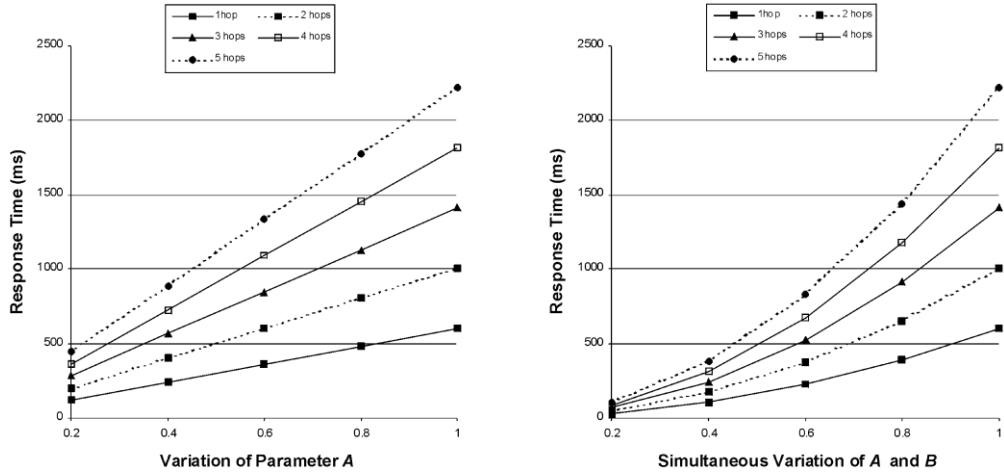 1hop
2 hops
3 hops
4 hops
5 hops
2500
2000
1500
1000
500
0
Response Time (ms)
0.2 0.4 0.6 0.8 1
Variation of Parameter A
1hop
2 hops
3 hops
4 hops
5hops
2500
2000
1500
1000
500
0
Response Time (ms)
0.2 0.4 0.6 0.8 1
Simultaneous Variation of A and B